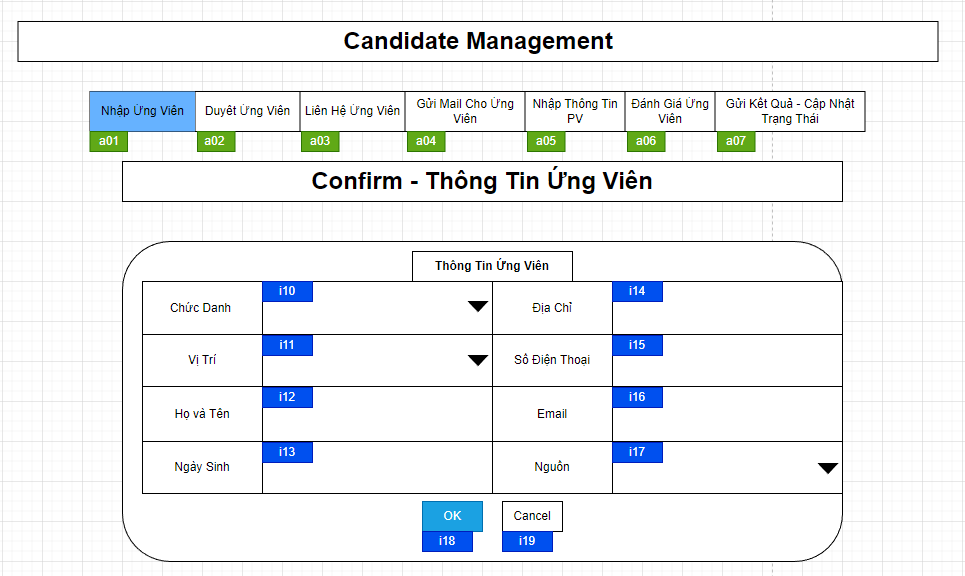 Candidate Management
Nhập Ứng Viên
Duyết Ứng Viên
Liên Hệ Ứng Viên
Gửi Mail Cho Ứng
Viên
Nhập Thông Tin
PV
Đánh Giá Ứng
Viên
Gửi Kết Quả - Cập Nhật
Trạng Thái
a01
a02
a03
a04
a05
a06
a07
Confirm - Thông Tin Ứng Viên
Thông Tin Ứng Viên
Chức Danh
i10
Địa Chỉ
i14
Vị Trí
i11
Số Điện Thoại
i15
Họ và Tên
i12
Email
i16
Ngày Sinh
i13
Nguồn
i17
OK
Cancel
i18
i19